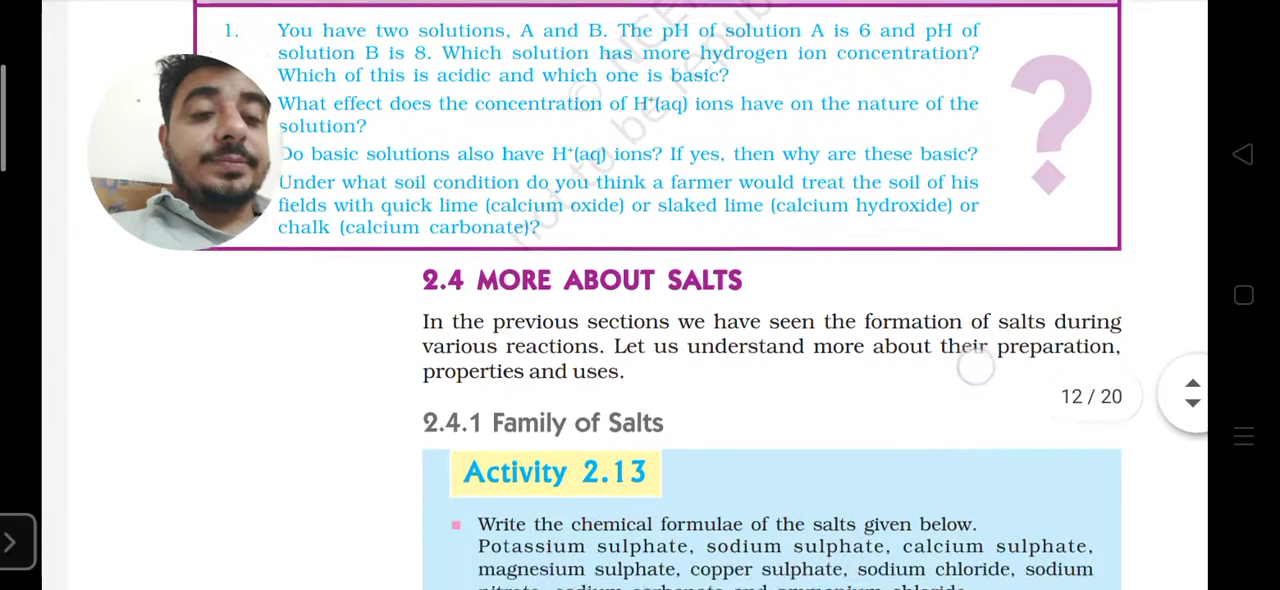 1. You have two solutions, A and B. The pH of solution A is 6 and pH of
solution B is 8. Which solution has more hydrogen ion concentration?
Which of this is acidic and which one is basic?
What effect does the concentration of H⁺(aq) ions have on the nature of the
solution?
Do basic solutions also have H⁺(aq) ions? If yes, then why are these basic?
Under what soil condition do you think a farmer would treat the soil of his
fields with quick lime (calcium oxide) or slaked lime (calcium hydroxide) or
chalk (calcium carbonate)?
?
2.4 MORE ABOUT SALTS
In the previous sections we have seen the formation of salts during
various reactions. Let us understand more about their preparation,
properties and uses.
12 / 20
2.4.1 Family of Salts
Activity 2.13
Write the chemical formulae of the salts given below.
Potassium sulphate, sodium sulphate, calcium sulphate,
magnesium sulphate, copper sulphate, sodium chloride, sodium